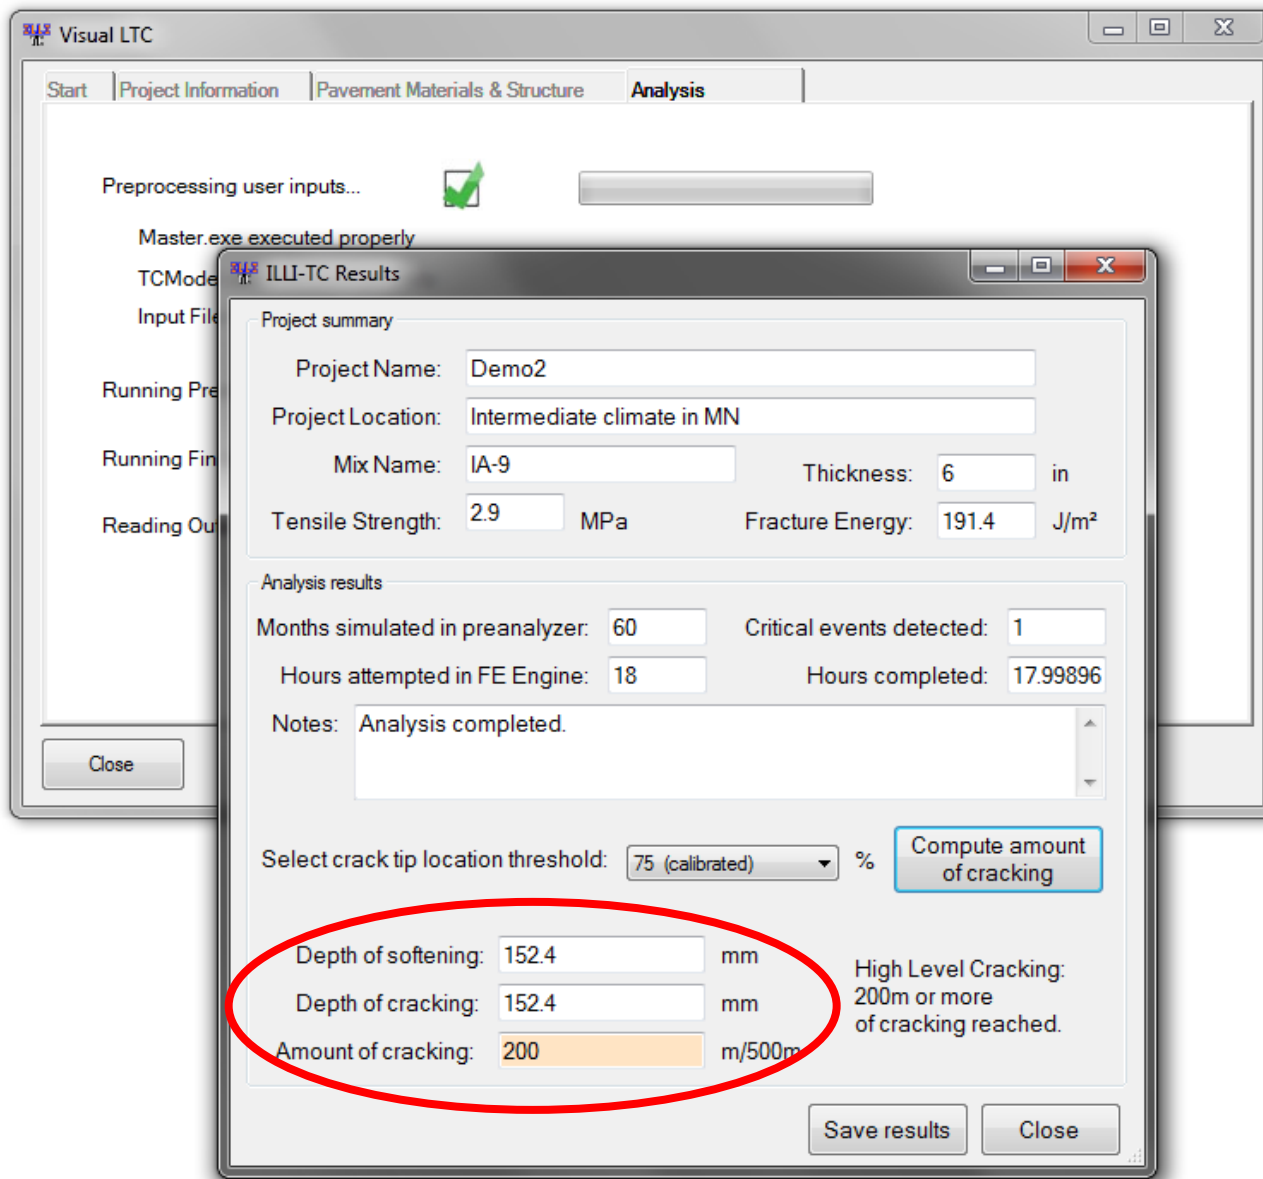 Visual LTC
Start Project Information Pavement Materials & Structure Analysis
Preprocessing user inputs...
Master.exe executed properly
TCMode
Input File
Running Pre
Running Fin
Reading Ou
Close
ILLI-TC Results
Project summary
Project Name: Demo2
Project Location: Intermediate climate in MN
Mix Name: IA-9 Thickness: 6 in
Tensile Strength: 2.9 MPa Fracture Energy: 191.4 J/m²
Analysis results
Months simulated in preanalyzer: 60 Critical events detected: 1
Hours attempted in FE Engine: 18 Hours completed: 17.99896
Notes: Analysis completed.
Select crack tip location threshold: 75 (calibrated) %
Compute amount
of cracking
Depth of softening: 152.4 mm
Depth of cracking: 152.4 mm
Amount of cracking: 200 m/500m
High Level Cracking:
200m or more
of cracking reached.
Save results Close